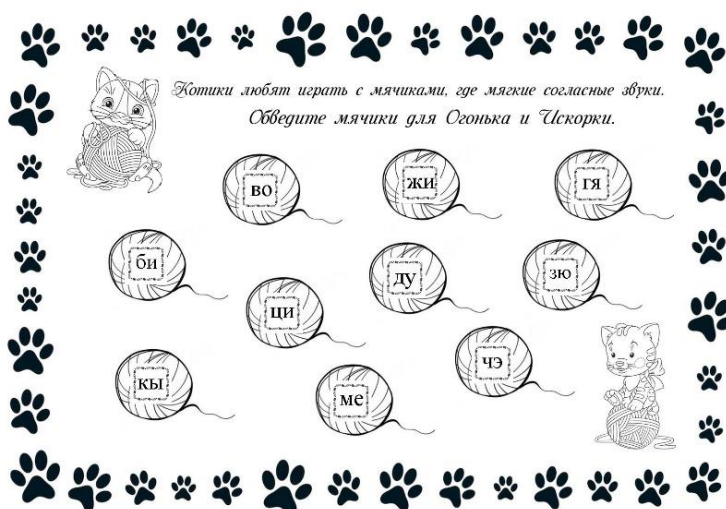 Котики любят играть с мячиками, где мягкие согласные звуки.
Обведите мячики для Огонька и Искорки.
во
жи
гя
би
ци
ду
зю
кы
ме
чэ